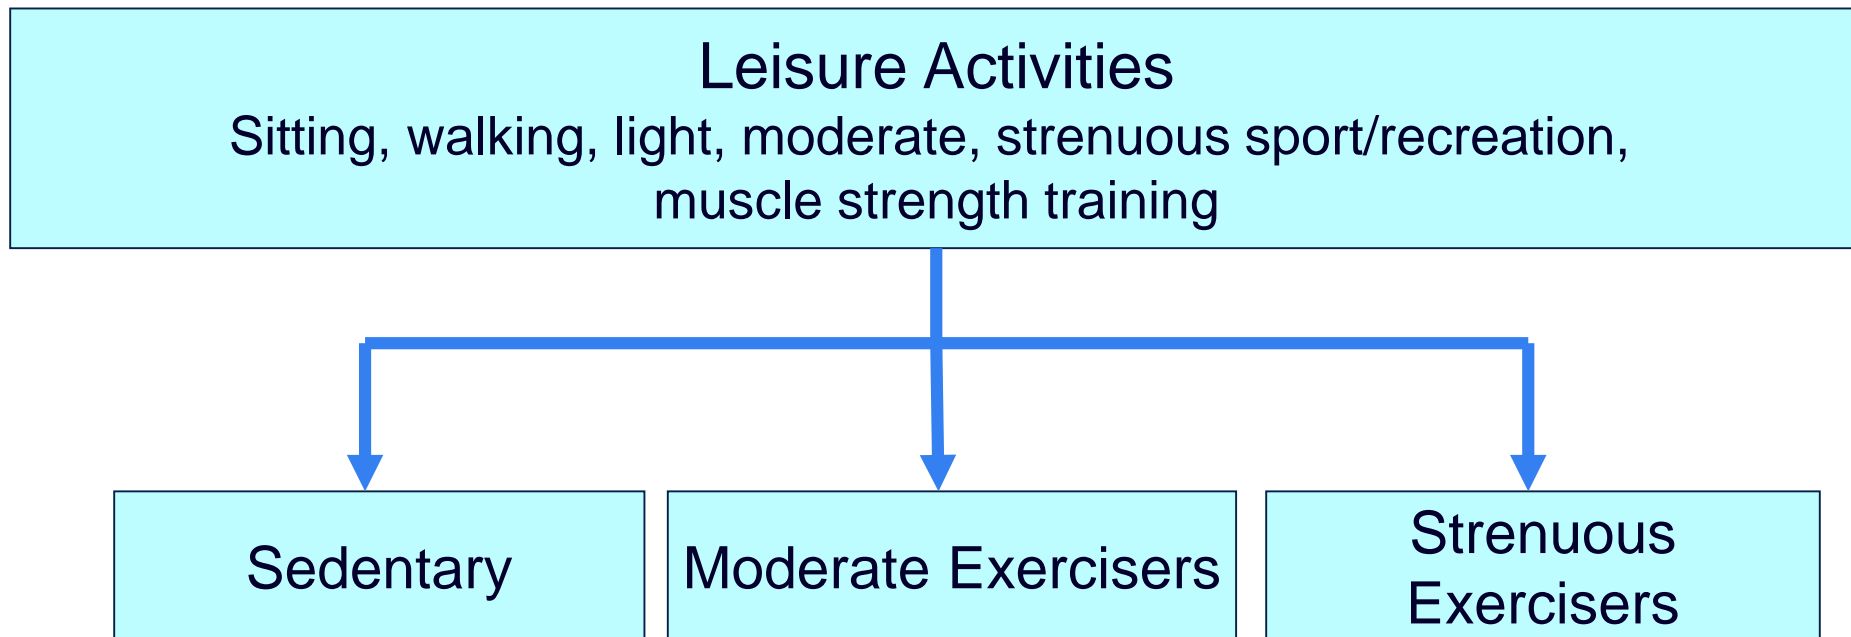 Leisure Activities
Sitting, walking, light, moderate, strenuous sport/recreation,
muscle strength training
Sedentary
Moderate Exercisers
Strenuous
Exercisers